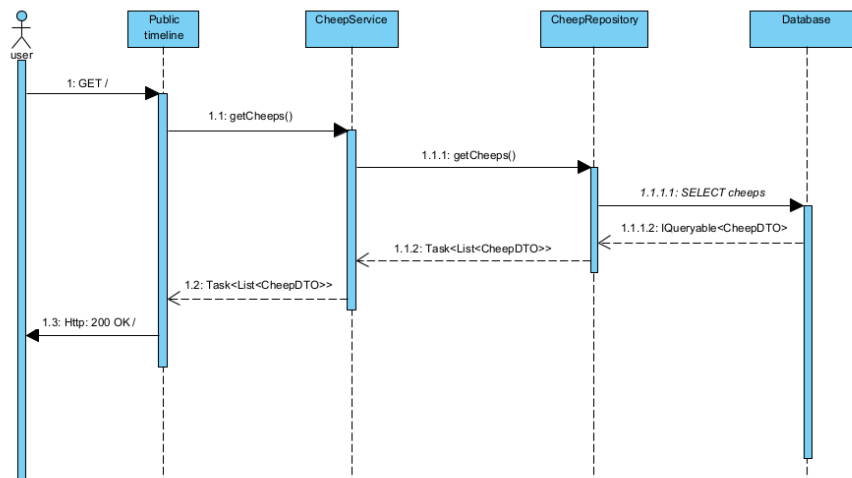 Public
timeline
CheepService
CheepRepository
Database
user
1: GET /
1.1: getCheeps()
1.1.1: getCheeps()
1.1.1.1: SELECT cheeps
1.1.1.2: IQueryable<CheepDTO>
1.1.2: Task<List<CheepDTO>>
1.2: Task<List<CheepDTO>>
1.3: Http: 200 OK /